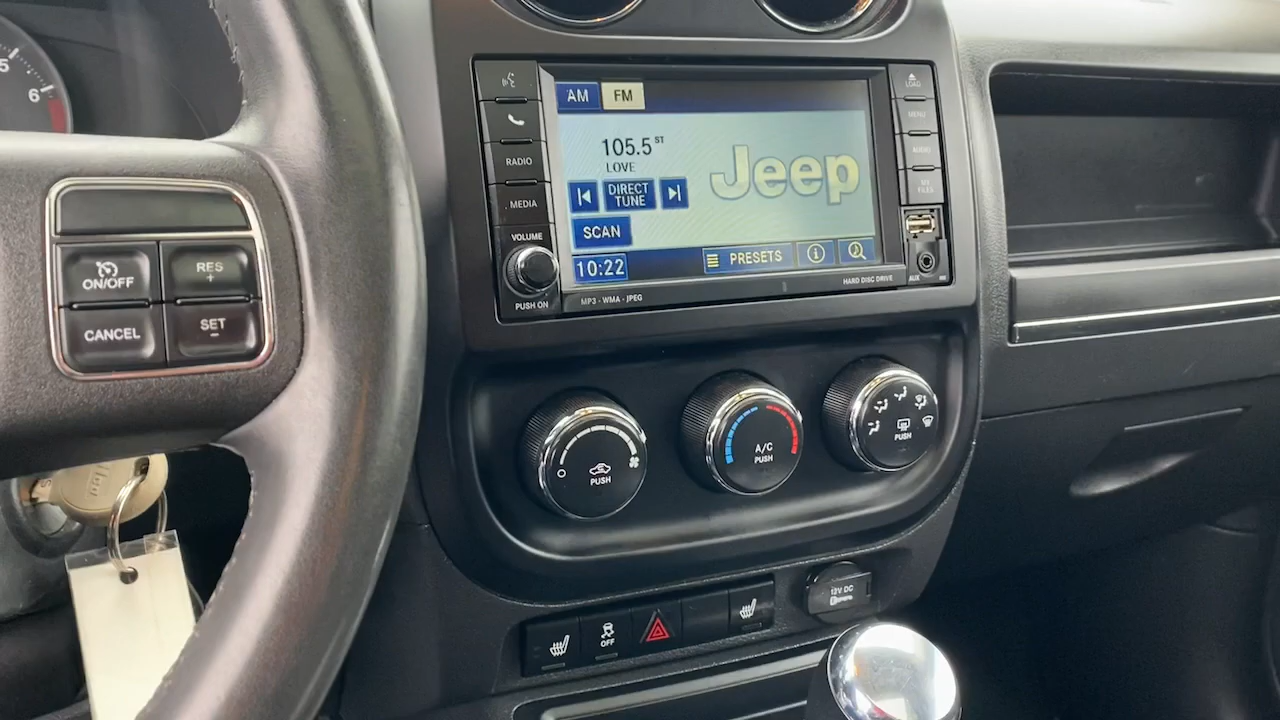 5
6
ON/OFF
RES
+
CANCEL
SET
-
RADIO
MEDIA
VOLUME
PUSH ON
AM FM
105.5 ST
LOVE
DIRECT
TUNE
SCAN
10:22
PRESETS
Jeep
MP3 - WMA - JPEG
HARD DISC DRIVE
LOAD
MENU
AUDIO
MY
FILES
AUX
PUSH
A/C
PUSH
PUSH
OFF
12V DC